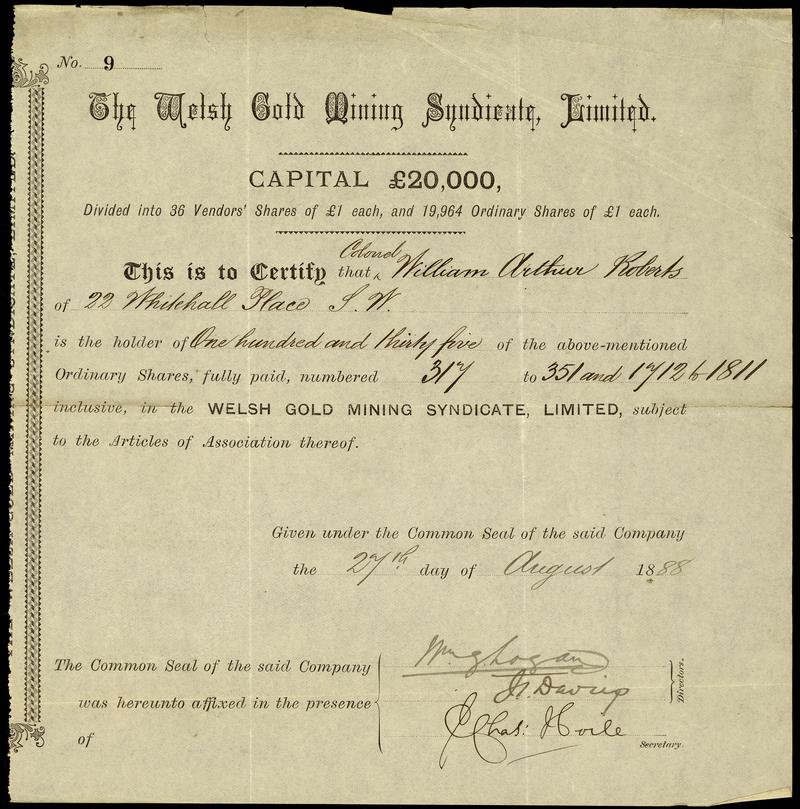 No. 9
The Welsh Gold Mining Syndicate, Limited.
CAPITAL £20,000,
Divided into 36 Vendors' Shares of £1 each, and 19,964 Ordinary Shares of £1 each.
Colonel
This is to Certify that ‸ William Arthur Roberts
of 22 Whitehall Place S. W.
is the holder of One hundred and thirty five of the above-mentioned
Ordinary Shares, fully paid, numbered 317 to 351 and 1712 to 1811
inclusive, in the WELSH GOLD MINING SYNDICATE, LIMITED, subject
to the Articles of Association thereof.
Given under the Common Seal of the said Company
the 27th day of August 1888
The Common Seal of the said Company
was hereunto affixed in the presence
of
Logan
Davies
Directors.
Chas: Hoile
Secretary.